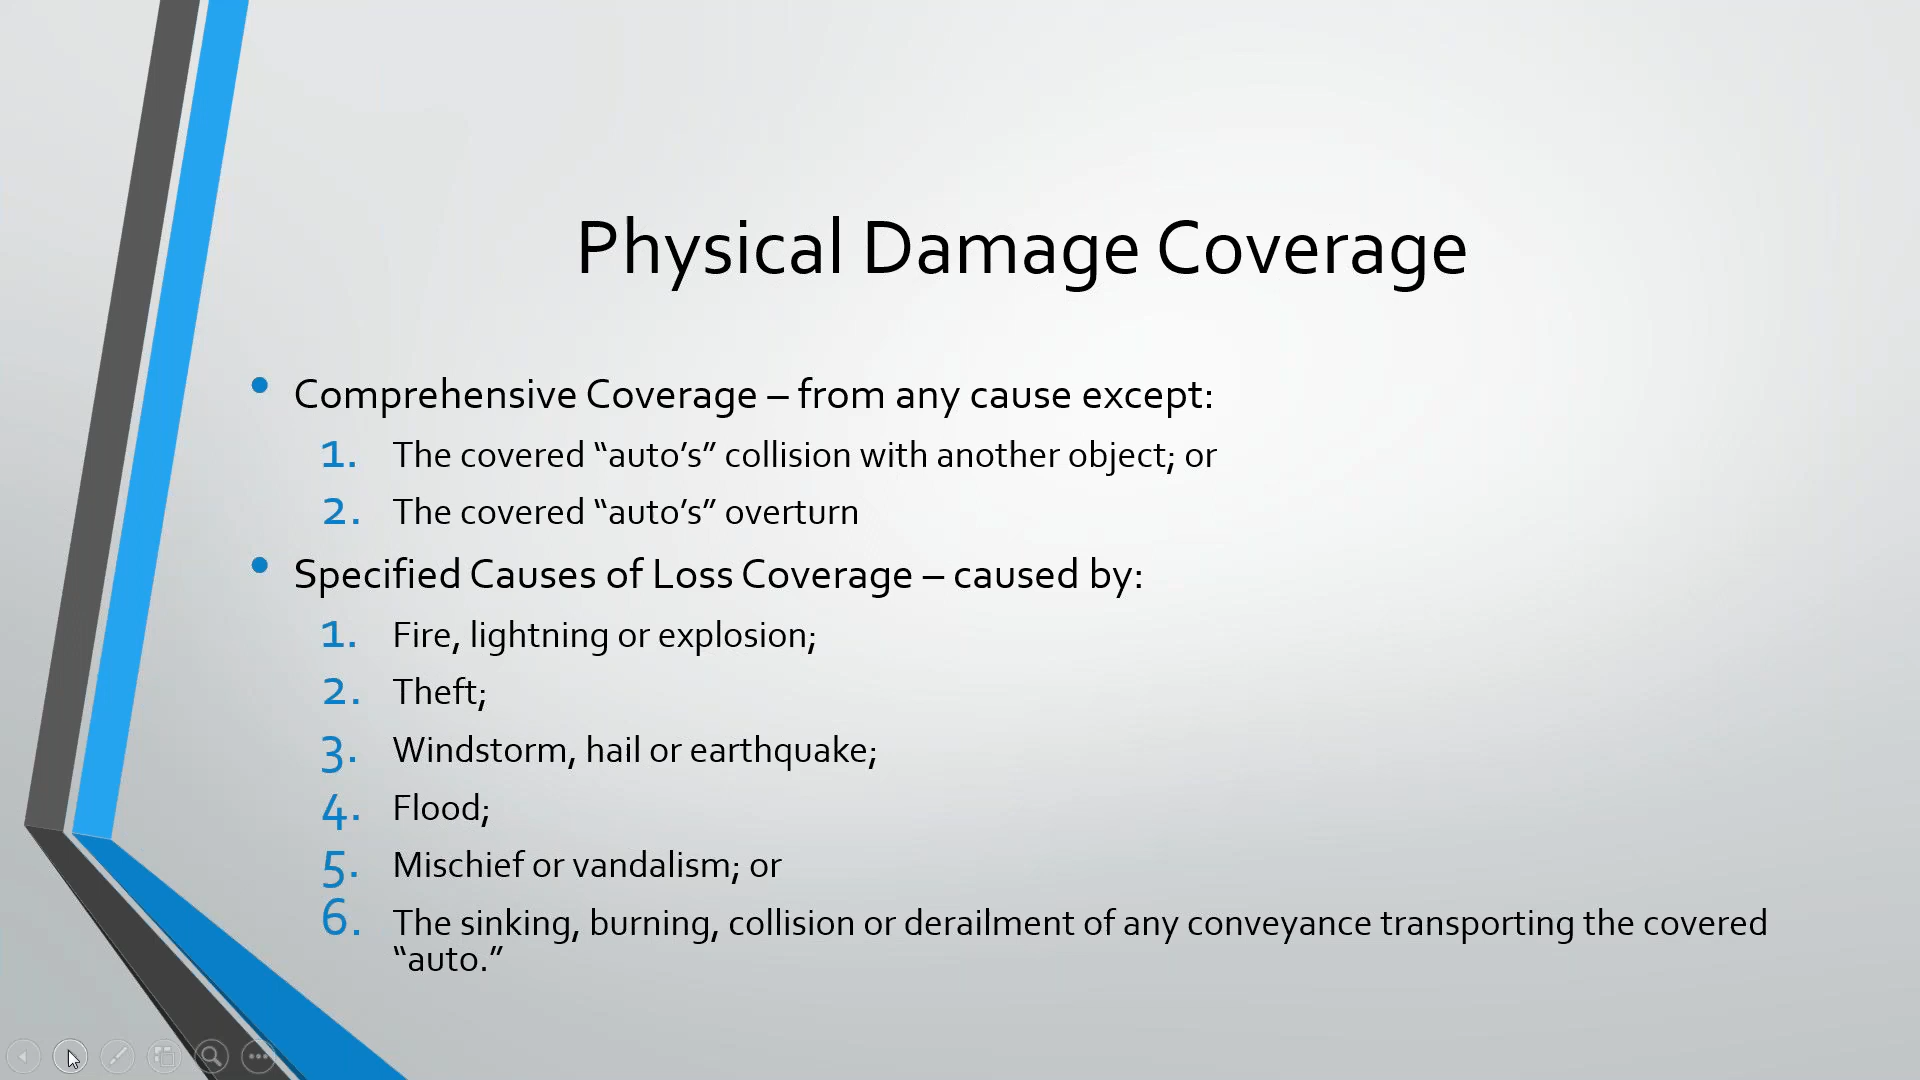 Physical Damage Coverage
• Comprehensive Coverage – from any cause except:
1. The covered “auto’s” collision with another object; or
2. The covered “auto’s” overturn
• Specified Causes of Loss Coverage – caused by:
1. Fire, lightning or explosion;
2. Theft;
3. Windstorm, hail or earthquake;
4. Flood;
5. Mischief or vandalism; or
6. The sinking, burning, collision or derailment of any conveyance transporting the covered
“auto.”